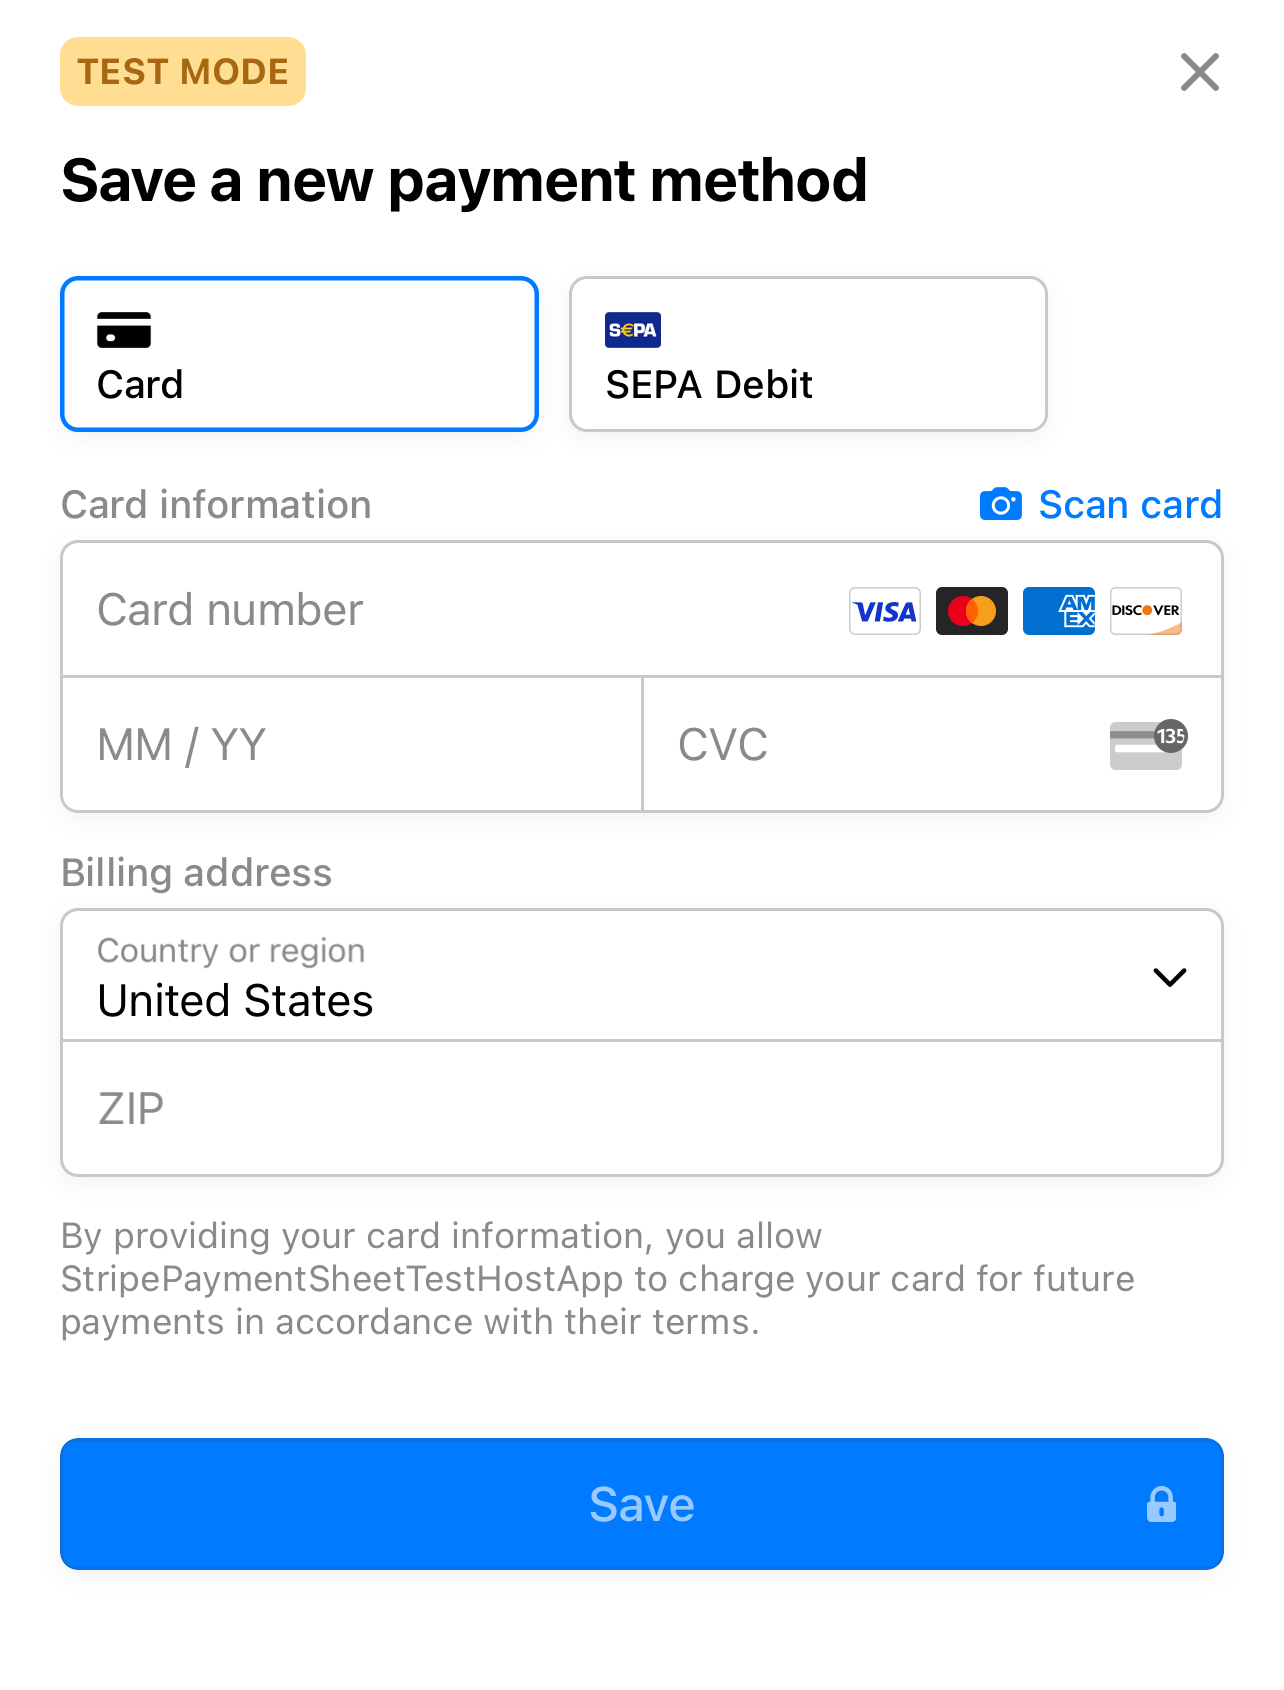 TEST MODE
Save a new payment method
Card
S€PA
SEPA Debit
Card information
Scan card
Card number
VISA
AM
EX
DISCOVER
MM / YY
CVC
135
Billing address
Country or region
United States
ZIP
By providing your card information, you allow
StripePaymentSheetTestHostApp to charge your card for future
payments in accordance with their terms.
Save